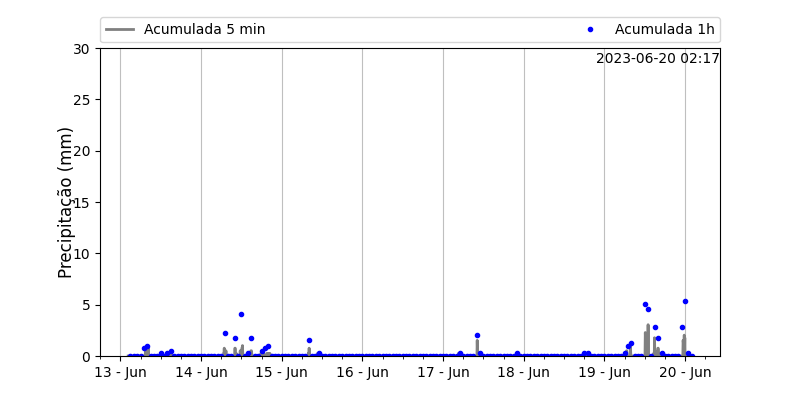 Acumulada 5 min
Acumulada 1h
2023-06-20 02:17
Precipitação (mm)
30
25
20
15
10
5
0
13 - Jun 14 - Jun 15 - Jun 16 - Jun 17 - Jun 18 - Jun 19 - Jun 20 - Jun